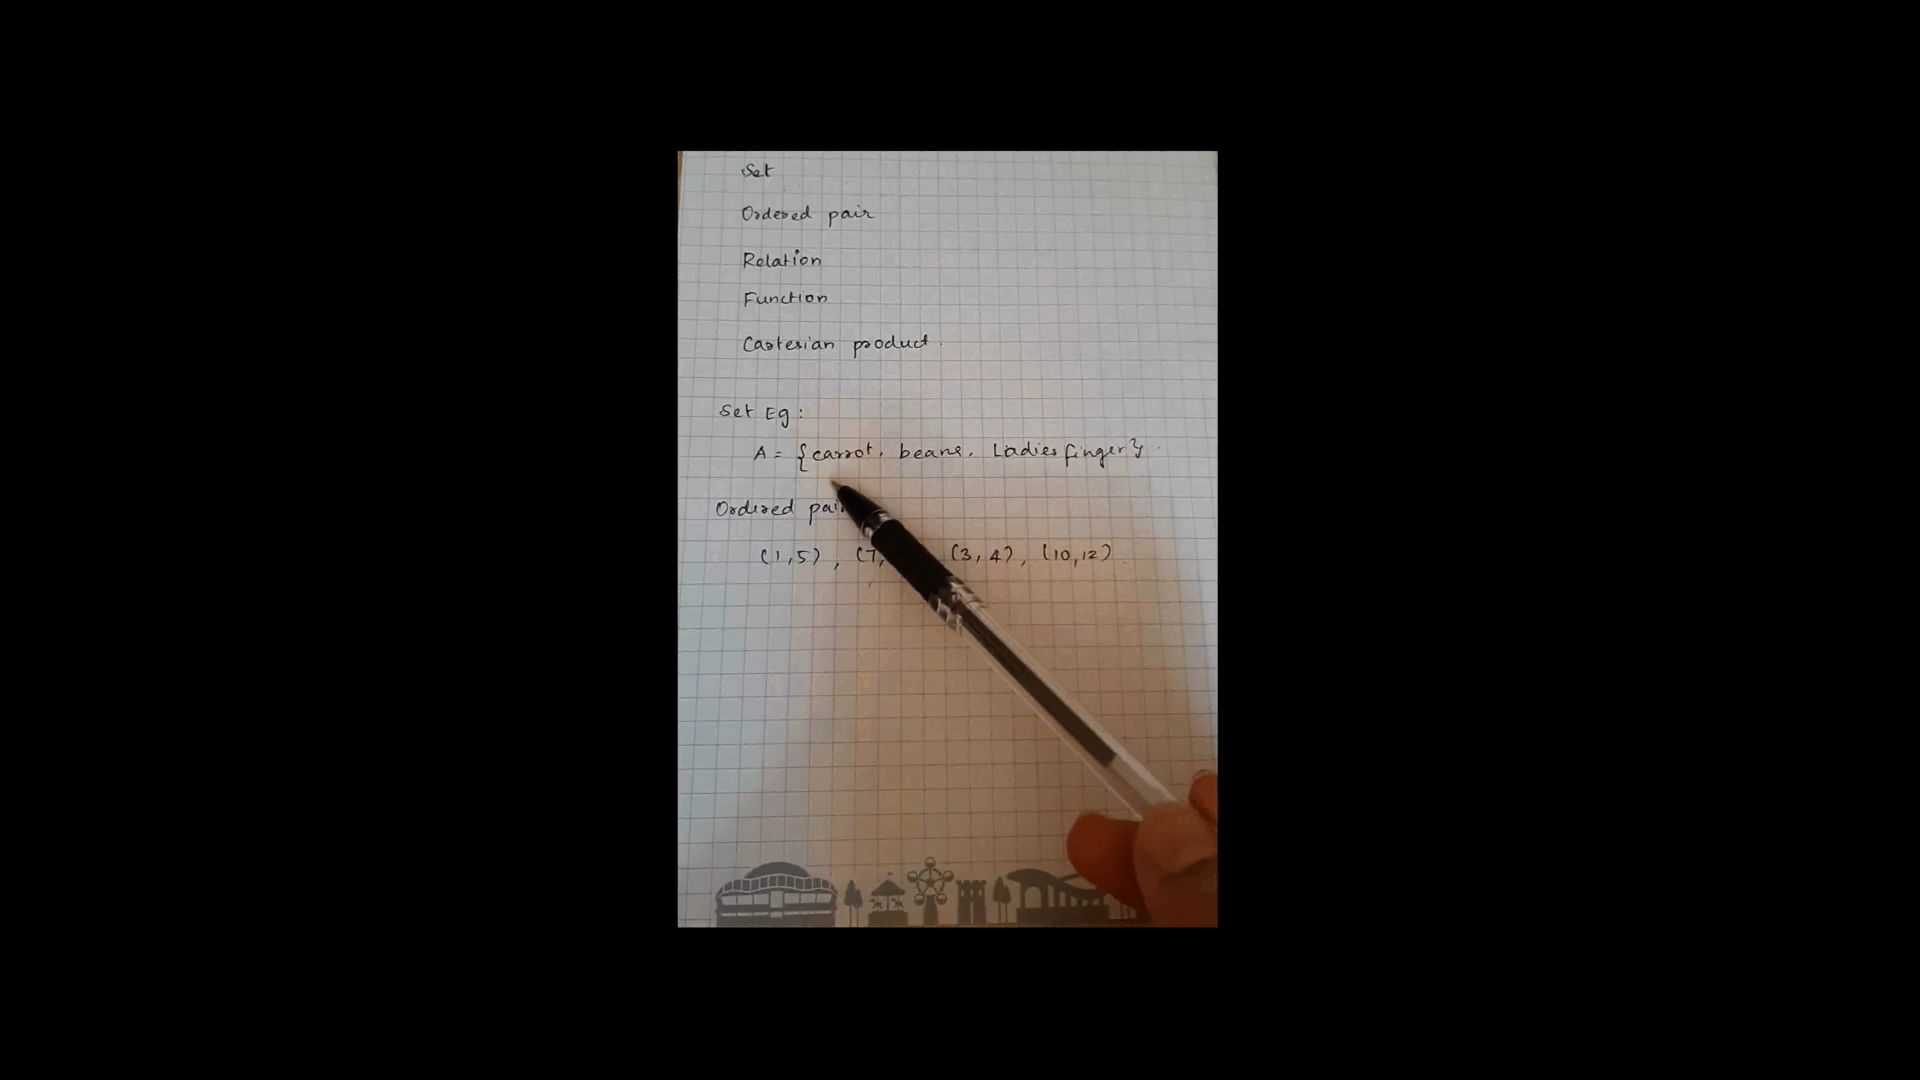 Set
Ordered pair
Relation
Function
Cartesian product.
Set Eg:
A = {carrot, beans, Ladies finger}.
Ordered
(1,5), (3,4), (10,12).